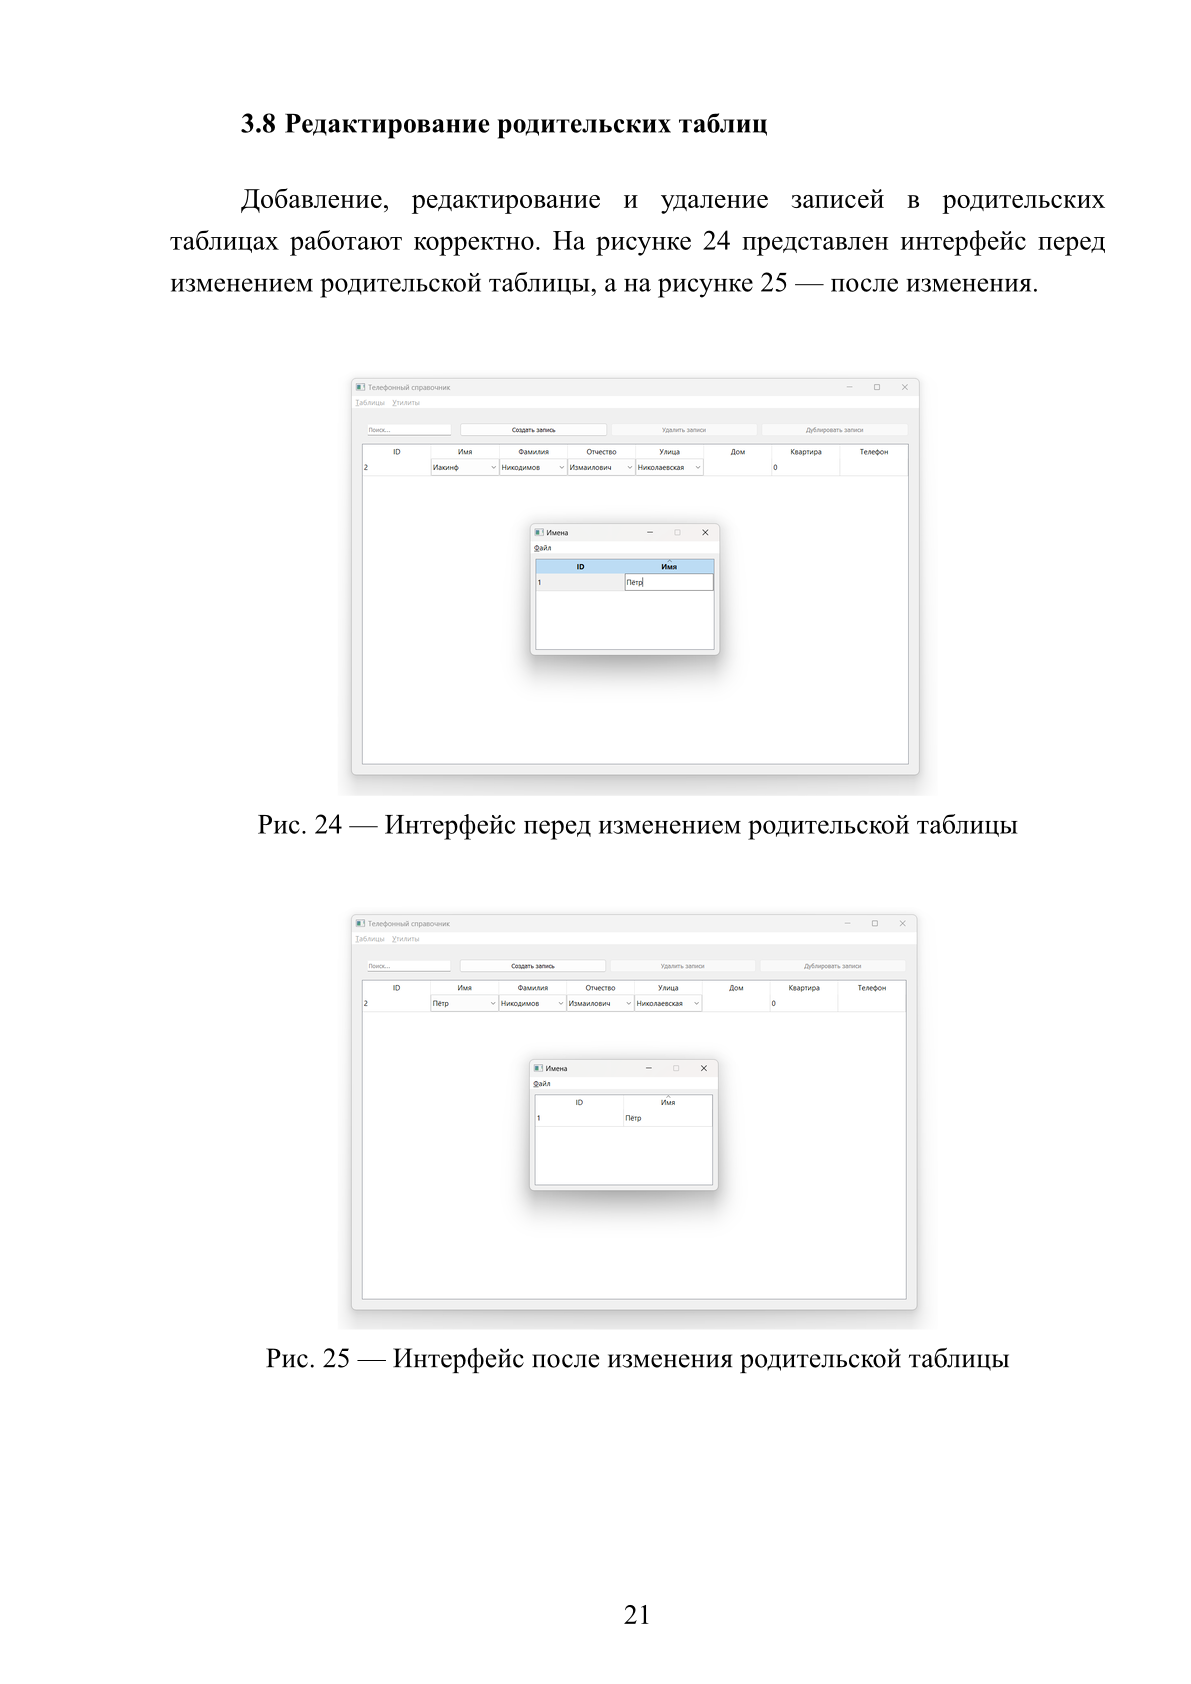 3.8 Редактирование родительских таблиц
Добавление, редактирование и удаление записей в родительских
таблицах работают корректно. На рисунке 24 представлен интерфейс перед
изменением родительской таблицы, а на рисунке 25 — после изменения.
Телефонный справочник
Таблицы Утилиты
Поиск... Создать запись Удалить записи Дублировать записи
ID Имя Фамилия Отчество Улица Дом Квартира Телефон
2 Иакинф Никодимов Измаилович Николаевская 0
Имена
Файл
ID Имя
1 Пётр
Рис. 24 — Интерфейс перед изменением родительской таблицы
Телефонный справочник
Таблицы Утилиты
Поиск... Создать запись Удалить записи Дублировать записи
ID Имя Фамилия Отчество Улица Дом Квартира Телефон
2 Пётр Никодимов Измаилович Николаевская 0
Имена
Файл
ID Имя
1 Пётр
Рис. 25 — Интерфейс после изменения родительской таблицы
21